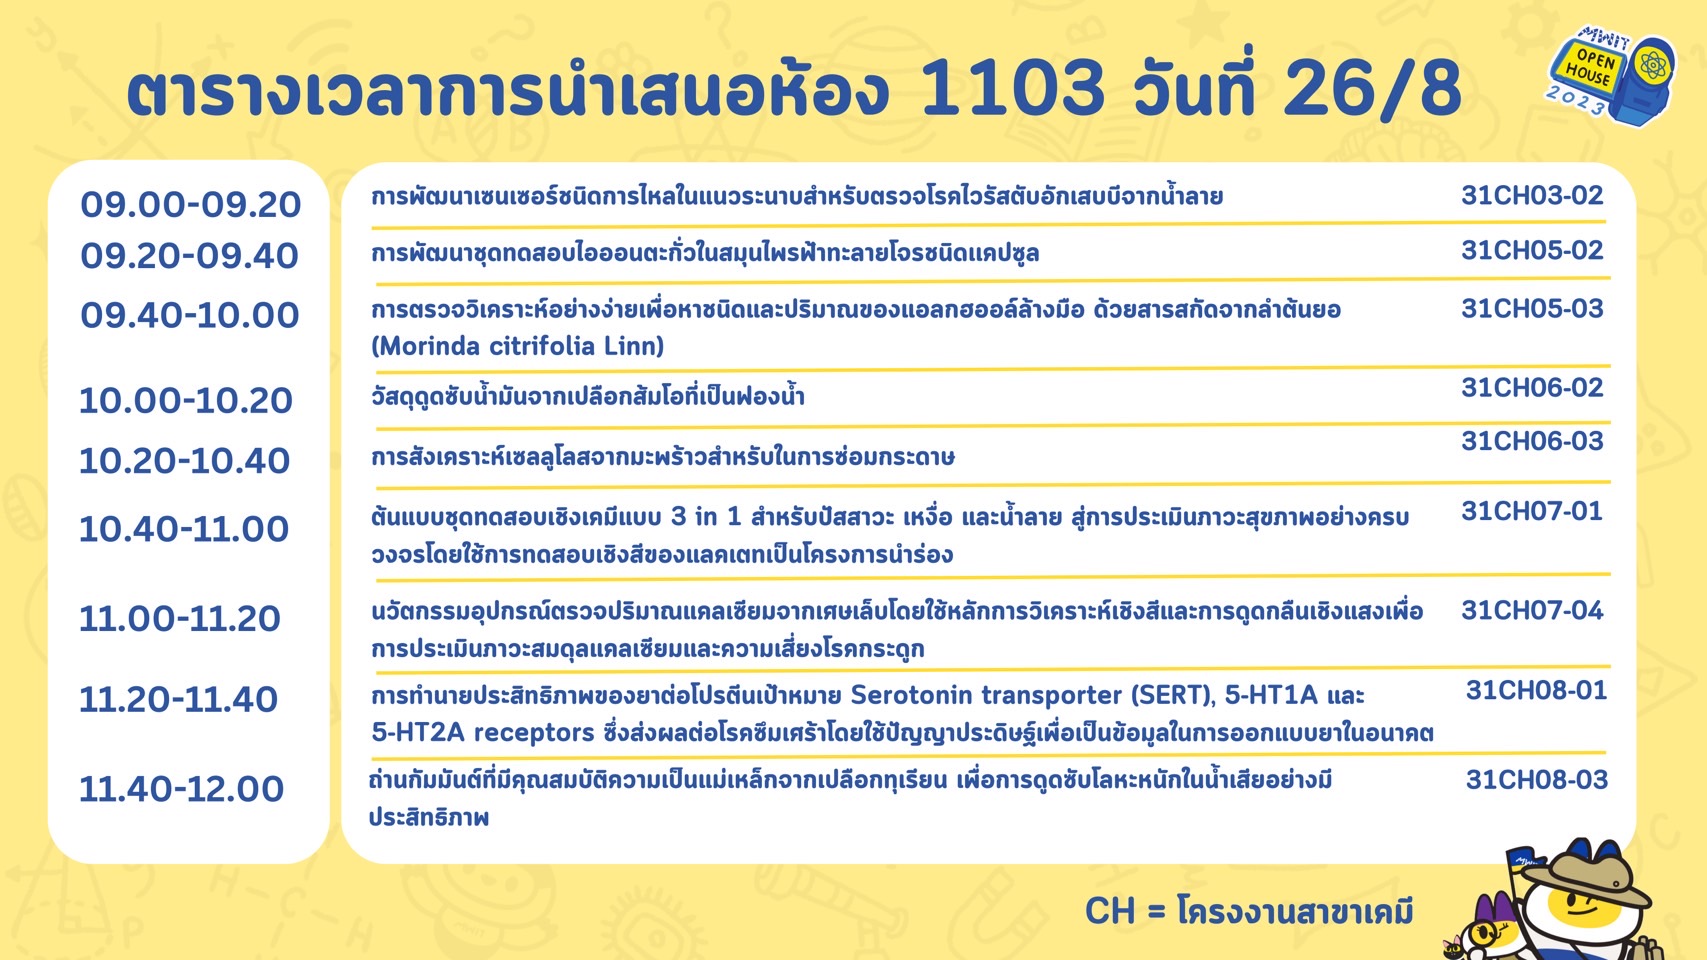 ตารางเวลาการนำเสนอห้อง 1103 วันที่ 26/8
MWIT
OPEN
HOUSE
2023
09.00-09.20 การพัฒนาเซนเซอร์ชนิดการไหลในแนวระนาบสำหรับตรวจโรคไวรัสตับอักเสบบีจากน้ำลาย 31CH03-02
09.20-09.40 การพัฒนาชุดทดสอบไอออนตะกั่วในสมุนไพรฟ้าทะลายโจรชนิดแคปซูล 31CH05-02
09.40-10.00 การตรวจวิเคราะห์อย่างง่ายเพื่อหาชนิดและปริมาณของแอลกฮออล์ล้างมือ ด้วยสารสกัดจากลำต้นยอ 31CH05-03
(Morinda citrifolia Linn)
10.00-10.20 วัสดุดูดซับน้ำมันจากเปลือกส้มโอที่เป็นฟองน้ำ 31CH06-02
10.20-10.40 การสังเคราะห์เซลลูโลสจากมะพร้าวสำหรับในการซ่อมกระดาษ 31CH06-03
10.40-11.00 ต้นแบบชุดทดสอบเชิงเคมีแบบ 3 in 1 สำหรับปัสสาวะ เหงื่อ และน้ำลาย สู่การประเมินภาวะสุขภาพอย่างครบ 31CH07-01
วงจรโดยใช้การทดสอบเชิงสีของแลคเตทเป็นโครงการนำร่อง
11.00-11.20 นวัตกรรมอุปกรณ์ตรวจปริมาณแคลเซียมจากเศษเล็บโดยใช้หลักการวิเคราะห์เชิงสีและการดูดกลืนเชิงแสงเพื่อ 31CH07-04
การประเมินภาวะสมดุลแคลเซียมและความเสี่ยงโรคกระดูก
11.20-11.40 การทำนายประสิทธิภาพของยาต่อโปรตีนเป้าหมาย Serotonin transporter (SERT), 5-HT1A และ 31CH08-01
5-HT2A receptors ซึ่งส่งผลต่อโรคซึมเศร้าโดยใช้ปัญญาประดิษฐ์เพื่อเป็นข้อมูลในการออกแบบยาในอนาคต
11.40-12.00 ถ่านกัมมันต์ที่มีคุณสมบัติความเป็นแม่เหล็กจากเปลือกทุเรียน เพื่อการดูดซับโลหะหนักในน้ำเสียอย่างมี 31CH08-03
ประสิทธิภาพ
CH = โครงงานสาขาเคมี